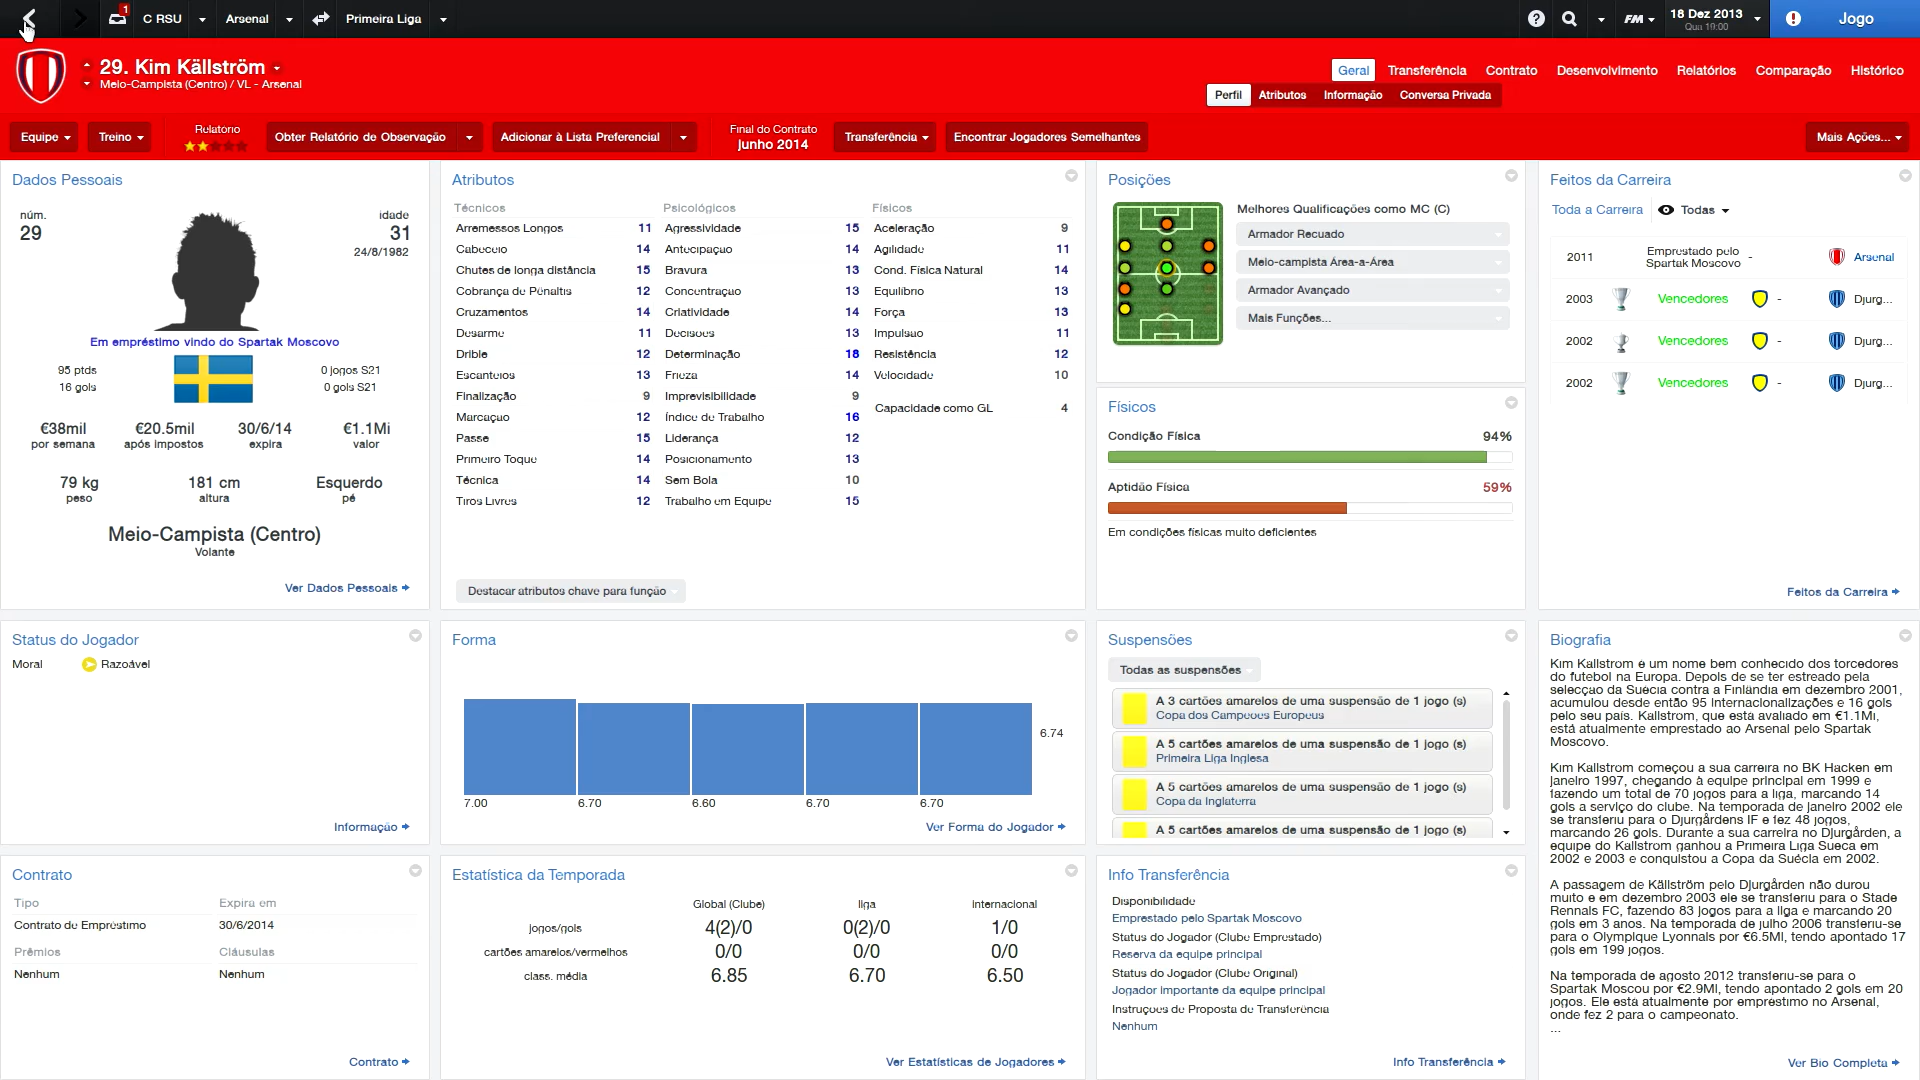 1
C RSU
Arsenal
Primeira Liga
FM
18 Dez 2013
Qua 19:00
Jogo
29. Kim Källström
Meio-Campista (Centro) / VL - Arsenal
Geral Transferência Contrato Desenvolvimento Relatórios Comparação Histórico
Perfil Atributos Informação Conversa Privada
Equipe
Treino
Relatório
Obter Relatório de Observação
Adicionar à Lista Preferencial
Final do Contrato
Junho 2014
Transferência
Encontrar Jogadores Semelhantes
Mais Ações...
Dados Pessoais
núm.
29
idade
31
24/8/1982
Em empréstimo vindo do Spartak Moscovo
95 ptds
16 gols
0 jogos S21
0 gols S21
€38mil
por semana
€20.5mil
após impostos
30/6/14
expira
€1.1Mi
valor
79 kg
peso
181 cm
altura
Esquerdo
pé
Meio-Campista (Centro)
Volante
Ver Dados Pessoais
Atributos
Técnicos
Arremessos Longos 11
Cabeceio 14
Chutes de longa distância 15
Cobrança de Pênaltis 12
Cruzamentos 14
Desarme 11
Drible 12
Escanteios 13
Finalização 9
Marcação 12
Passe 15
Primeiro Toque 14
Técnica 14
Tiros Livres 12
Psicológicos
Agressividade 15
Antecipação 14
Bravura 13
Concentração 13
Criatividade 14
Decisões 13
Determinação 18
Frieza 14
Imprevisibilidade 9
Índice de Trabalho 16
Liderança 12
Posicionamento 13
Sem Bola 10
Trabalho em Equipe 15
Físicos
Aceleração 9
Agilidade 11
Cond. Física Natural 14
Equilíbrio 13
Força 13
Impulsão 11
Resistência 12
Velocidade 10
Capacidade como GL 4
Destacar atributos chave para função
Posições
Melhores Qualificações como MC (C)
Armador Recuado
Meio-campista Área-a-Área
Armador Avançado
Mais Funções...
Físicos
Condição Física 94%
Aptidão Física 59%
Em condições físicas muito deficientes
Feitos da Carreira
Toda a Carreira Todas
2011 Emprestado pelo Spartak Moscovo - Arsenal
2003 Vencedores - Djurg...
2002 Vencedores - Djurg...
2002 Vencedores - Djurg...
Feitos da Carreira
Status do Jogador
Moral Razoável
Informação
Forma
6.74
7.00 6.70 6.60 6.70 6.70
Ver Forma do Jogador
Suspensões
Todas as suspensões
A 3 cartões amarelos de uma suspensão de 1 jogo (s)
Copa dos Campeões Europeus
A 5 cartões amarelos de uma suspensão de 1 jogo (s)
Primeira Liga Inglesa
A 5 cartões amarelos de uma suspensão de 1 jogo (s)
Copa da Inglaterra
A 5 cartões amarelos de uma suspensão de 1 jogo (s)
Biografia
Kim Källström é um nome bem conhecido dos torcedores
do futebol na Europa. Depois de se ter estreado pela
selecção da Suécia contra a Finlândia em dezembro 2001,
acumulou desde então 95 internacionalizações e 16 gols
pelo seu país. Källström, que está avaliado em €1.1Mi,
está atualmente emprestado ao Arsenal pelo Spartak
Moscovo.
Kim Källström começou a sua carreira no BK Häcken em
janeiro 1997, chegando à equipe principal em 1999 e
fazendo um total de 70 jogos para a liga, marcando 14
gols a serviço do clube. Na temporada de janeiro 2002 ele
se transferiu para o Djurgårdens IF e fez 48 jogos,
marcando 26 gols. Durante a sua carreira no Djurgården, a
equipe do Källström ganhou a Primeira Liga Sueca em
2002 e 2003 e conquistou a Copa da Suécia em 2002.
A passagem de Källström pelo Djurgården não durou
muito e em dezembro 2003 ele se transferiu para o Stade
Rennais FC, fazendo 83 jogos para a liga e marcando 20
gols em 3 anos. Na temporada de julho 2006 transferiu-se
para o Olympique Lyonnais por €6.5Mi, tendo apontado 17
gols em 199 jogos.
Na temporada de agosto 2012 transferiu-se para o
Spartak Moscou por €2.9Mi, tendo apontado 2 gols em 20
jogos. Ele está atualmente por empréstimo no Arsenal,
onde fez 2 para o campeonato.
...
Ver Bio Completa
Contrato
Tipo Expira em
Contrato de Empréstimo 30/6/2014
Prêmios Cláusulas
Nenhum Nenhum
Contrato
Estatística da Temporada
Global (Clube) liga Internacional
jogos/gols 4(2)/0 0(2)/0 1/0
cartões amarelos/vermelhos 0/0 0/0 0/0
class. média 6.85 6.70 6.50
Ver Estatísticas de Jogadores
Info Transferência
Disponibilidade
Emprestado pelo Spartak Moscovo
Status do Jogador (Clube Emprestado)
Reserva da equipe principal
Status do Jogador (Clube Original)
Jogador importante da equipe principal
Instruções de Proposta de Transferência
Nenhum
Info Transferência